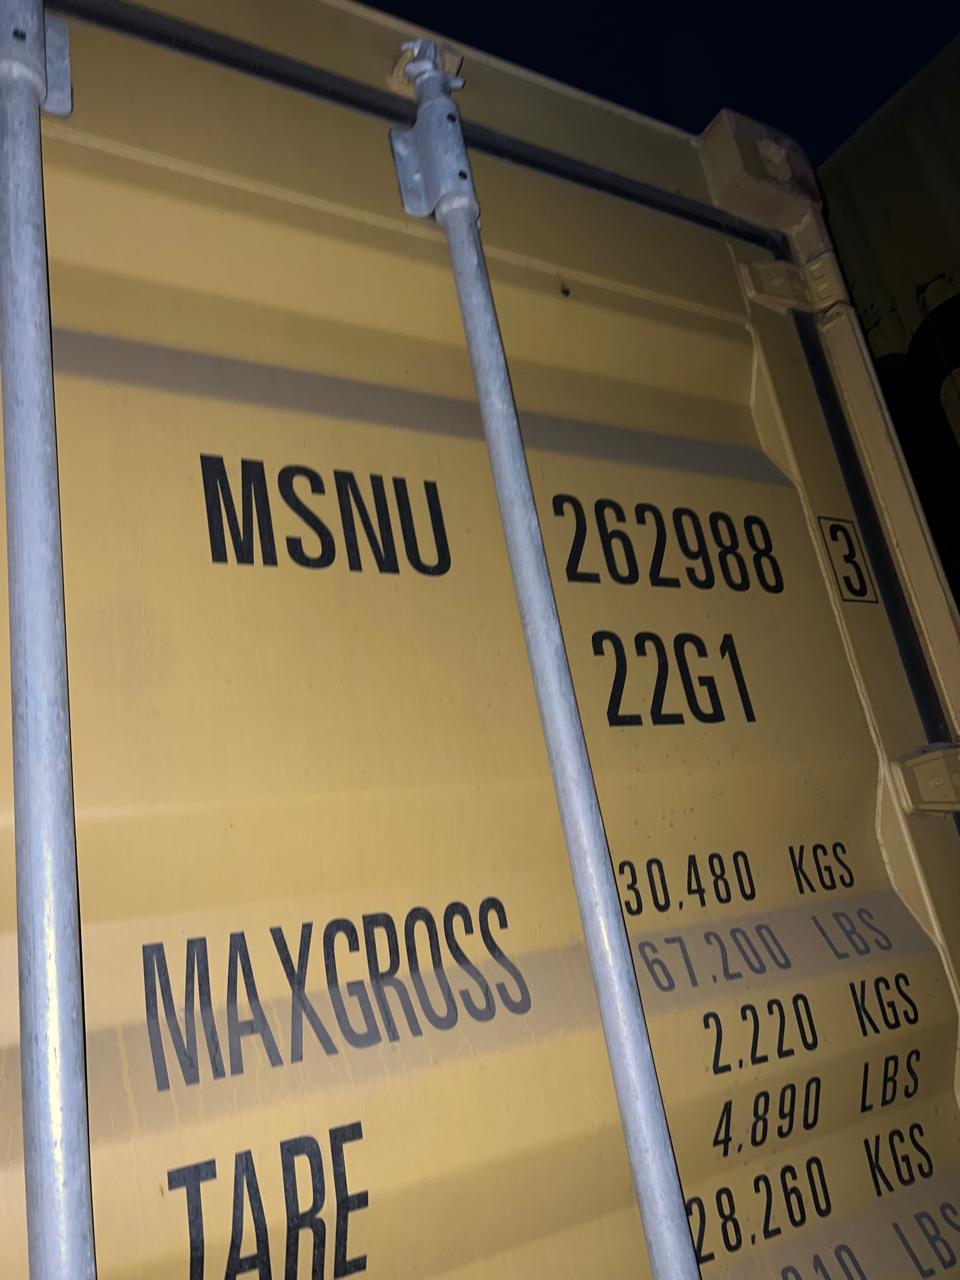 MSNU 262988 3
22G1
MAXGROSS 30.480 KGS
67.200 LBS
TARE 2.220 KGS
4.890 LBS
28.260 KGS
LBS